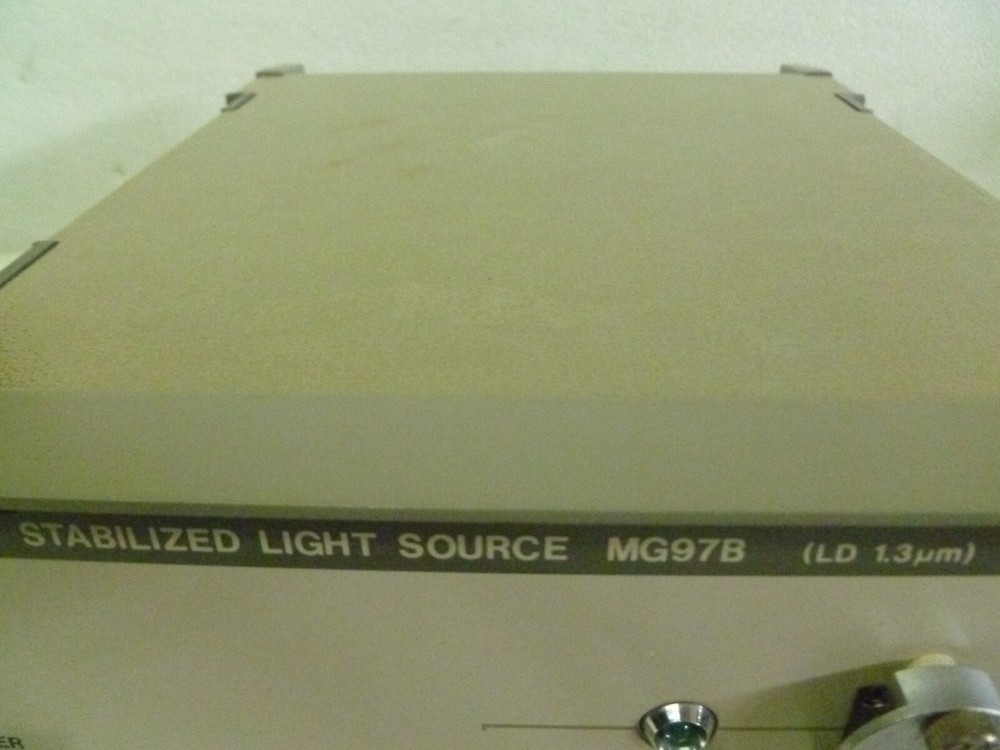 STABILIZED LIGHT SOURCE MG97B (LD 1.3µm)